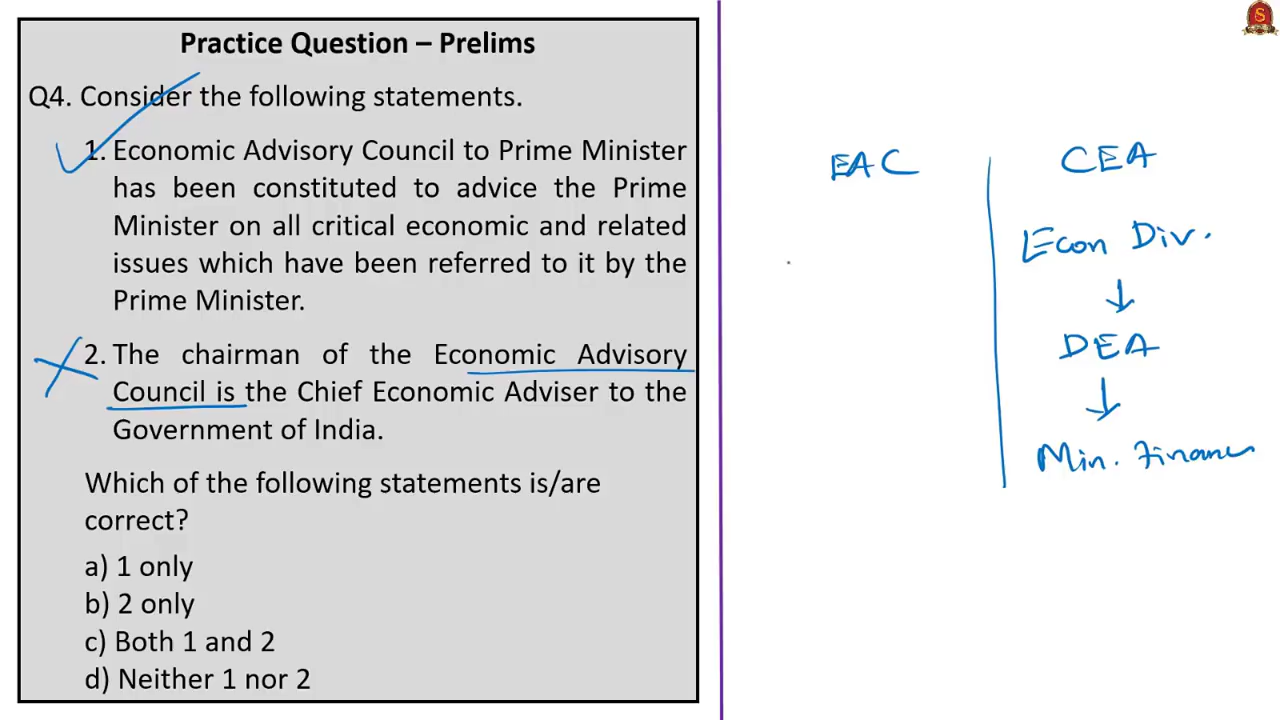 Practice Question – Prelims
Q4. Consider the following statements.
1. Economic Advisory Council to Prime Minister
has been constituted to advice the Prime
Minister on all critical economic and related
issues which have been referred to it by the
Prime Minister.
2. The chairman of the Economic Advisory
Council is the Chief Economic Adviser to the
Government of India.
Which of the following statements is/are
correct?
a) 1 only
b) 2 only
c) Both 1 and 2
d) Neither 1 nor 2
EAC
CEA
Econ Div.
DEA
Min. Finance
S